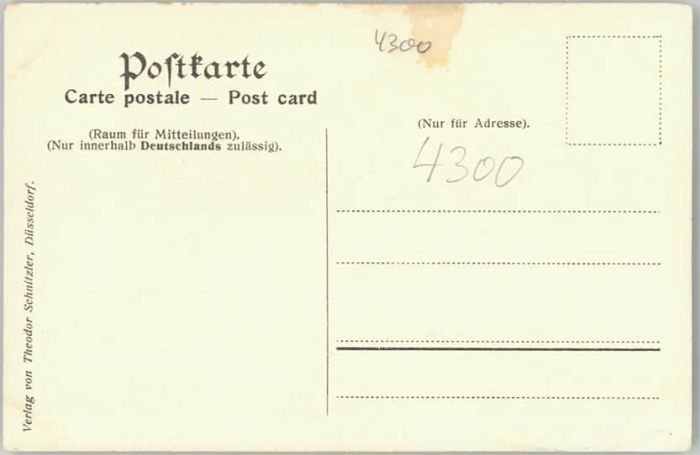 4300
Postkarte
Carte postale — Post card
(Raum für Mitteilungen).
(Nur innerhalb Deutschlands zulässig).
(Nur für Adresse).
4300
Verlag von Theodor Schnitzler, Düsseldorf.